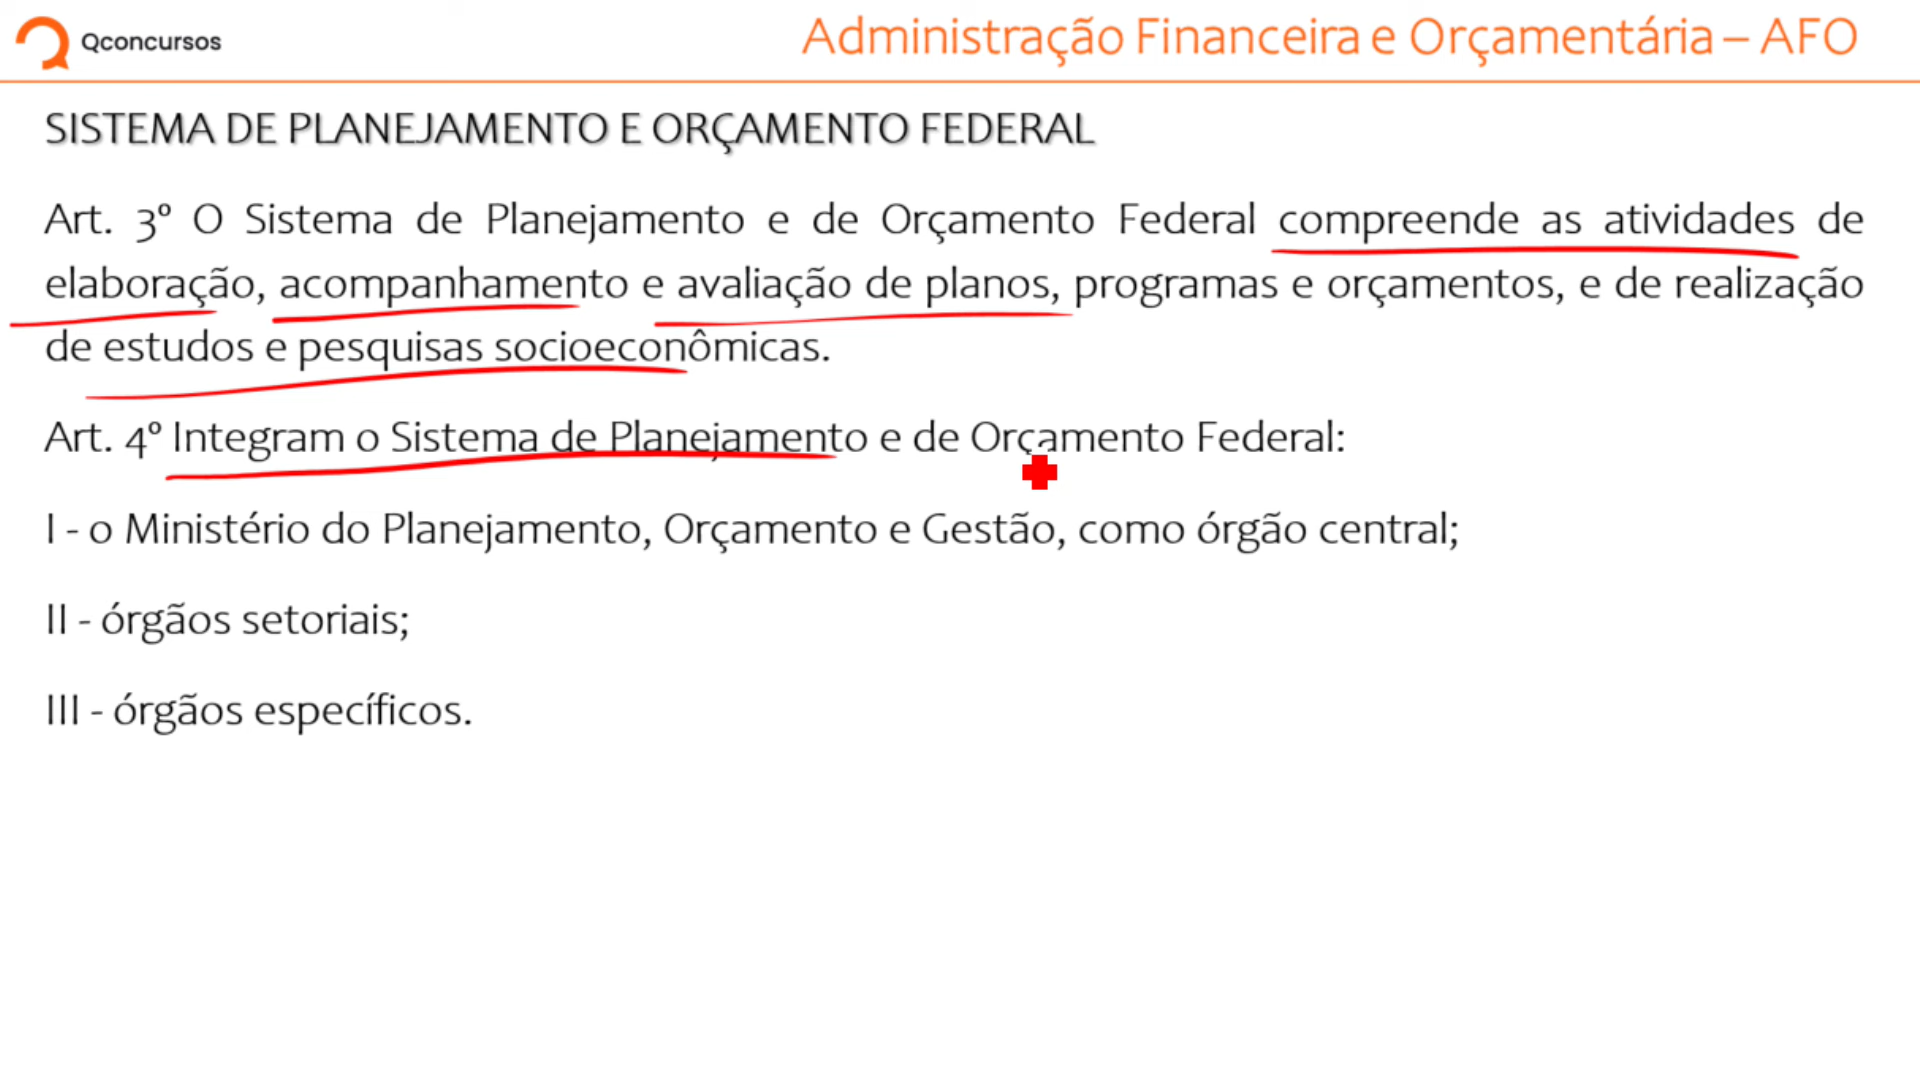 Qconcursos
Administração Financeira e Orçamentária – AFO
SISTEMA DE PLANEJAMENTO E ORÇAMENTO FEDERAL
Art. 3º O Sistema de Planejamento e de Orçamento Federal compreende as atividades de
elaboração, acompanhamento e avaliação de planos, programas e orçamentos, e de realização
de estudos e pesquisas socioeconômicas.
Art. 4º Integram o Sistema de Planejamento e de Orçamento Federal:
I - o Ministério do Planejamento, Orçamento e Gestão, como órgão central;
II - órgãos setoriais;
III - órgãos específicos.